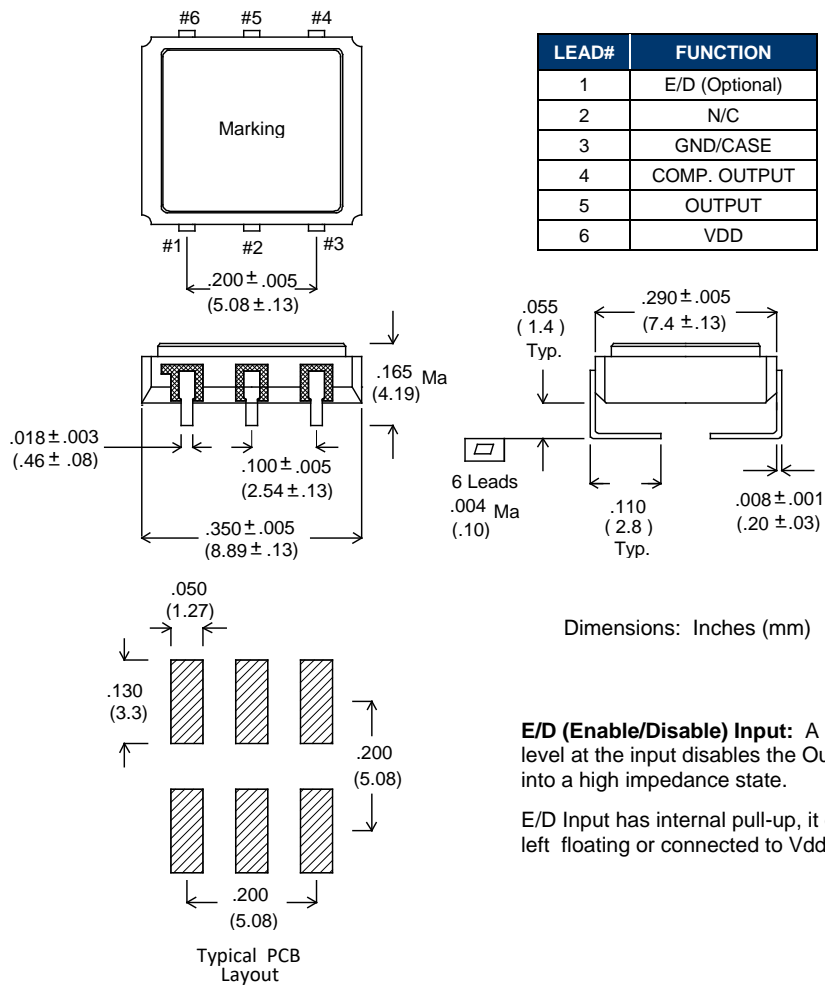 #6 #5 #4
Marking
#1 #2 #3
.200 ± .005
(5.08 ± .13)
LEAD# FUNCTION
1 E/D (Optional)
2 N/C
3 GND/CASE
4 COMP. OUTPUT
5 OUTPUT
6 VDD
.165 Ma
(4.19)
.018 ± .003
(.46 ± .08)
.100 ± .005
(2.54 ± .13)
.350 ± .005
(8.89 ± .13)
.055
( 1.4 )
Typ.
.290 ± .005
(7.4 ± .13)
6 Leads
.004 Ma
(.10)
.110
( 2.8 )
Typ.
.008 ± .001
(.20 ± .03)
.050
(1.27)
.130
(3.3)
.200
(5.08)
.200
(5.08)
Typical PCB
Layout
Dimensions: Inches (mm)
E/D (Enable/Disable) Input: A
level at the input disables the Ou
into a high impedance state.
E/D Input has internal pull-up, it
left floating or connected to Vdd